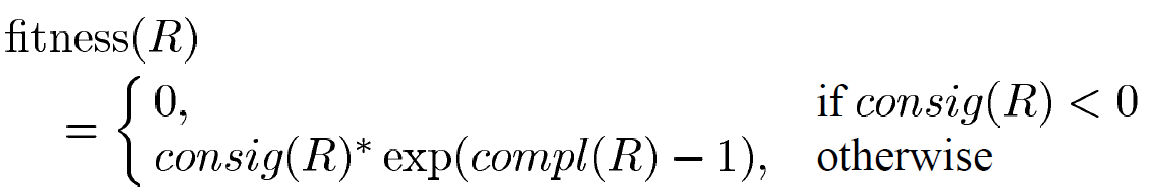 fitness(R)
= { 0, if consig(R) < 0
consig(R)* exp(compl(R) − 1), otherwise